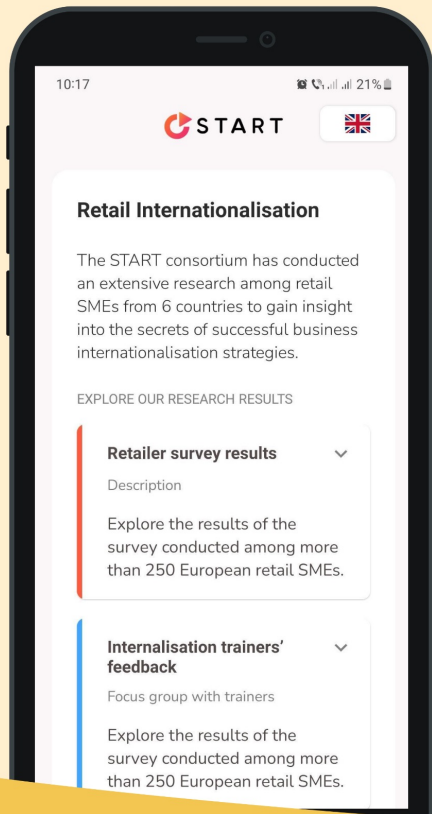 10:17
21%
START
Retail Internationalisation
The START consortium has conducted
an extensive research among retail
SMEs from 6 countries to gain insight
into the secrets of successful business
internationalisation strategies.
EXPLORE OUR RESEARCH RESULTS
Retailer survey results
Description
Explore the results of the
survey conducted among more
than 250 European retail SMEs.
Internalisation trainers’
feedback
Focus group with trainers
Explore the results of the
survey conducted among more
than 250 European retail SMEs.